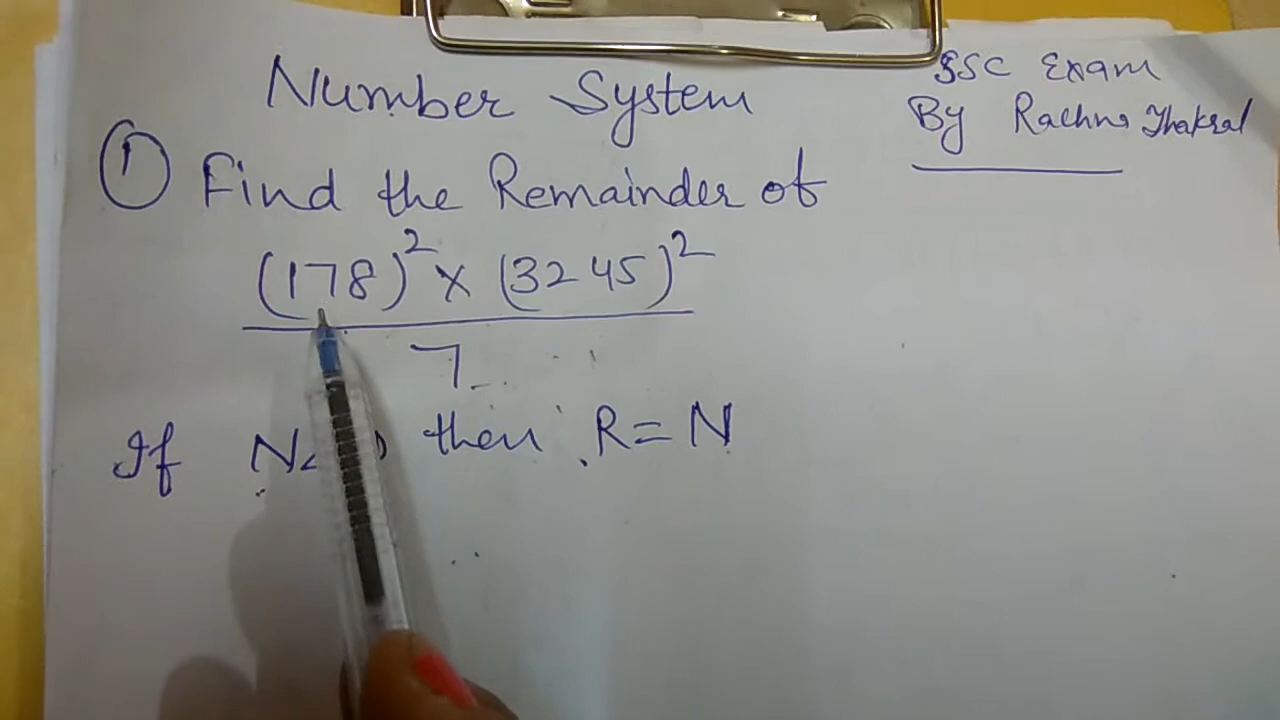 Number System
SSC Exam
By Rachna Thakral
① Find the Remainder of
(178)² × (3245)²
7
If N< then R = N